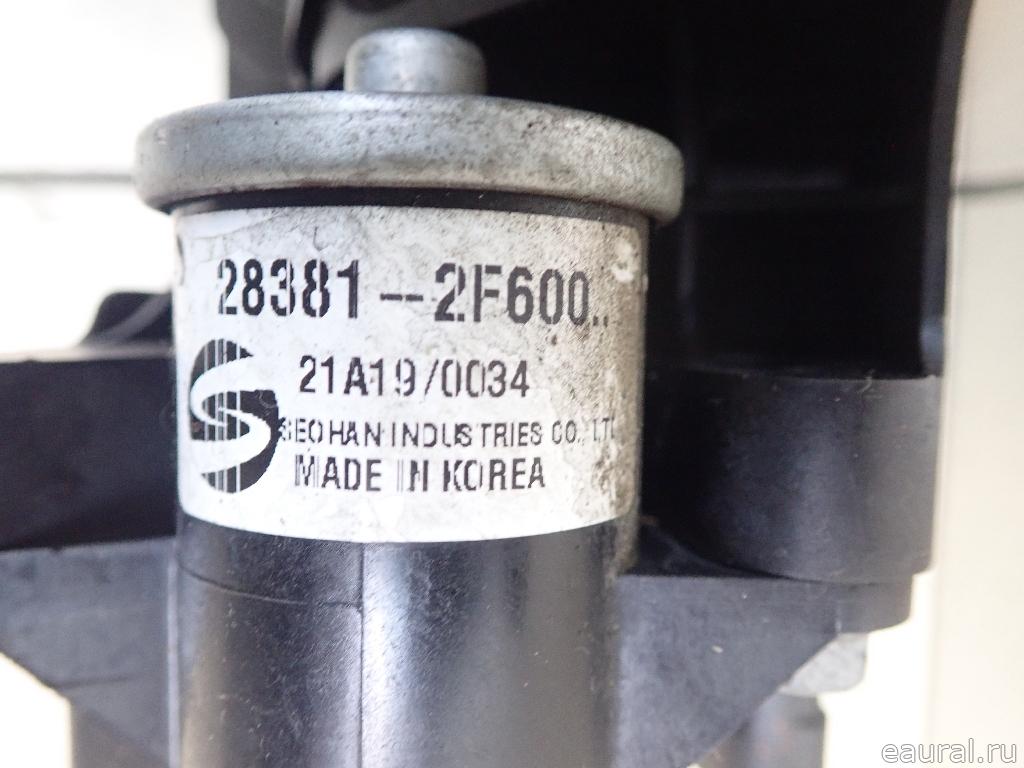 28381--2F600..
21A19/0034
SEOHAN INDUSTRIES CO., LTD
MADE IN KOREA
eaural.ru